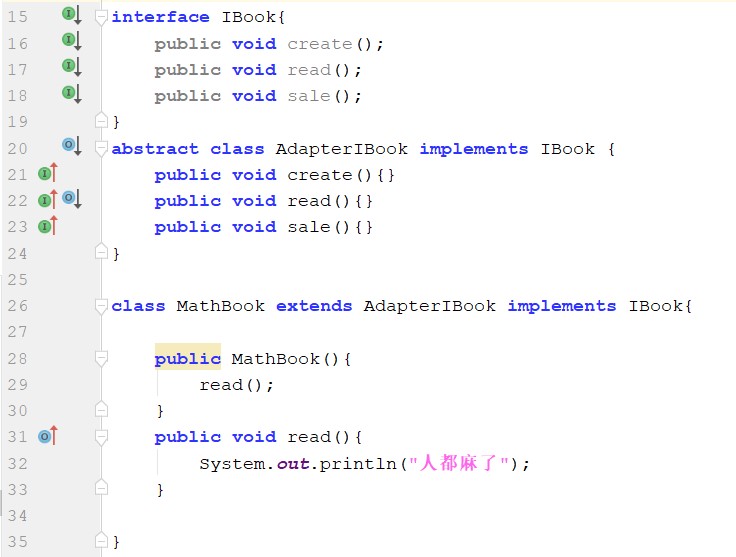 15 interface IBook{
16     public void create();
17     public void read();
18     public void sale();
19 }
20 abstract class AdapterIBook implements IBook {
21     public void create(){}
22     public void read(){}
23     public void sale(){}
24 }
25
26 class MathBook extends AdapterIBook implements IBook{
27
28     public MathBook(){
29         read();
30     }
31     public void read(){
32         System.out.println("人都麻了");
33     }
34
35 }